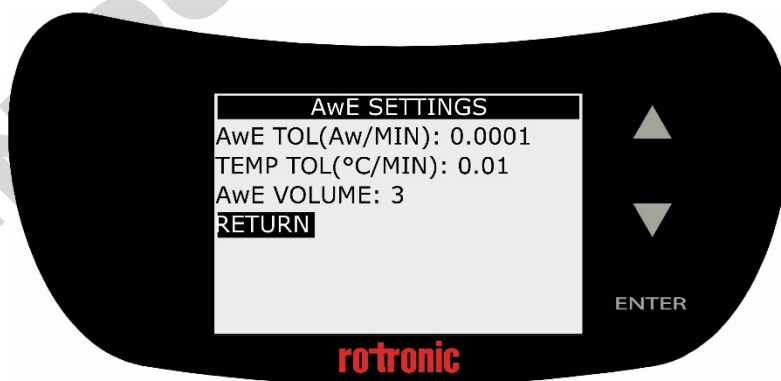 AwE SETTINGS
AwE TOL(Aw/MIN): 0.0001
TEMP TOL(°C/MIN): 0.01
AwE VOLUME: 3
RETURN
ENTER
rotronic